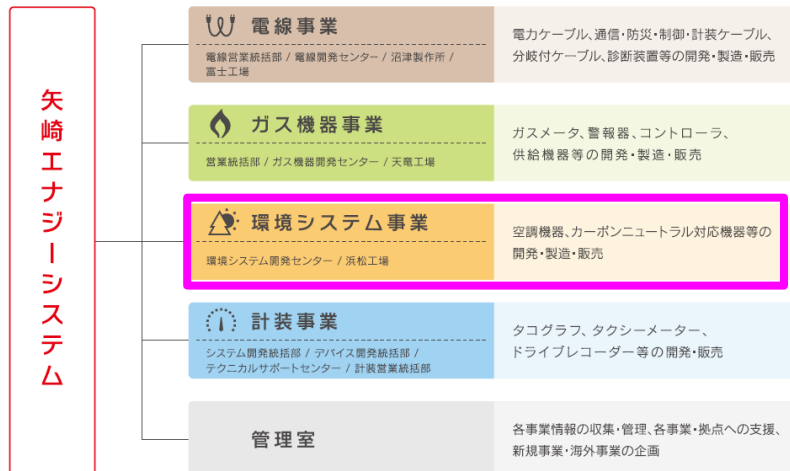 矢崎エナジーシステム
電線事業
電線営業統括部 / 電線開発センター / 沼津製作所 /
富士工場
電力ケーブル、通信・防災・制御・計装ケーブル、
分岐付ケーブル、診断装置等の開発・製造・販売
ガス機器事業
営業統括部 / ガス機器開発センター / 天竜工場
ガスメータ、警報器、コントローラ、
供給機器等の開発・製造・販売
環境システム事業
環境システム開発センター / 浜松工場
空調機器、カーボンニュートラル対応機器等の
開発・製造・販売
計装事業
システム開発統括部 / デバイス開発統括部 /
テクニカルサポートセンター / 計装営業統括部
タコグラフ、タクシーメーター、
ドライブレコーダー等の開発・販売
管理室
各事業情報の収集・管理、各事業・拠点への支援、
新規事業・海外事業の企画